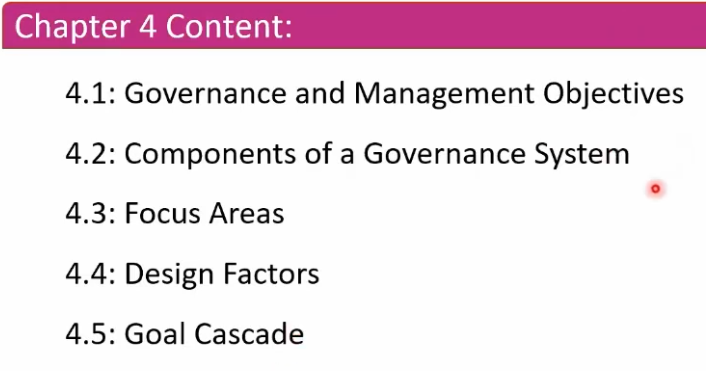 Chapter 4 Content:
4.1: Governance and Management Objectives
4.2: Components of a Governance System
4.3: Focus Areas
4.4: Design Factors
4.5: Goal Cascade